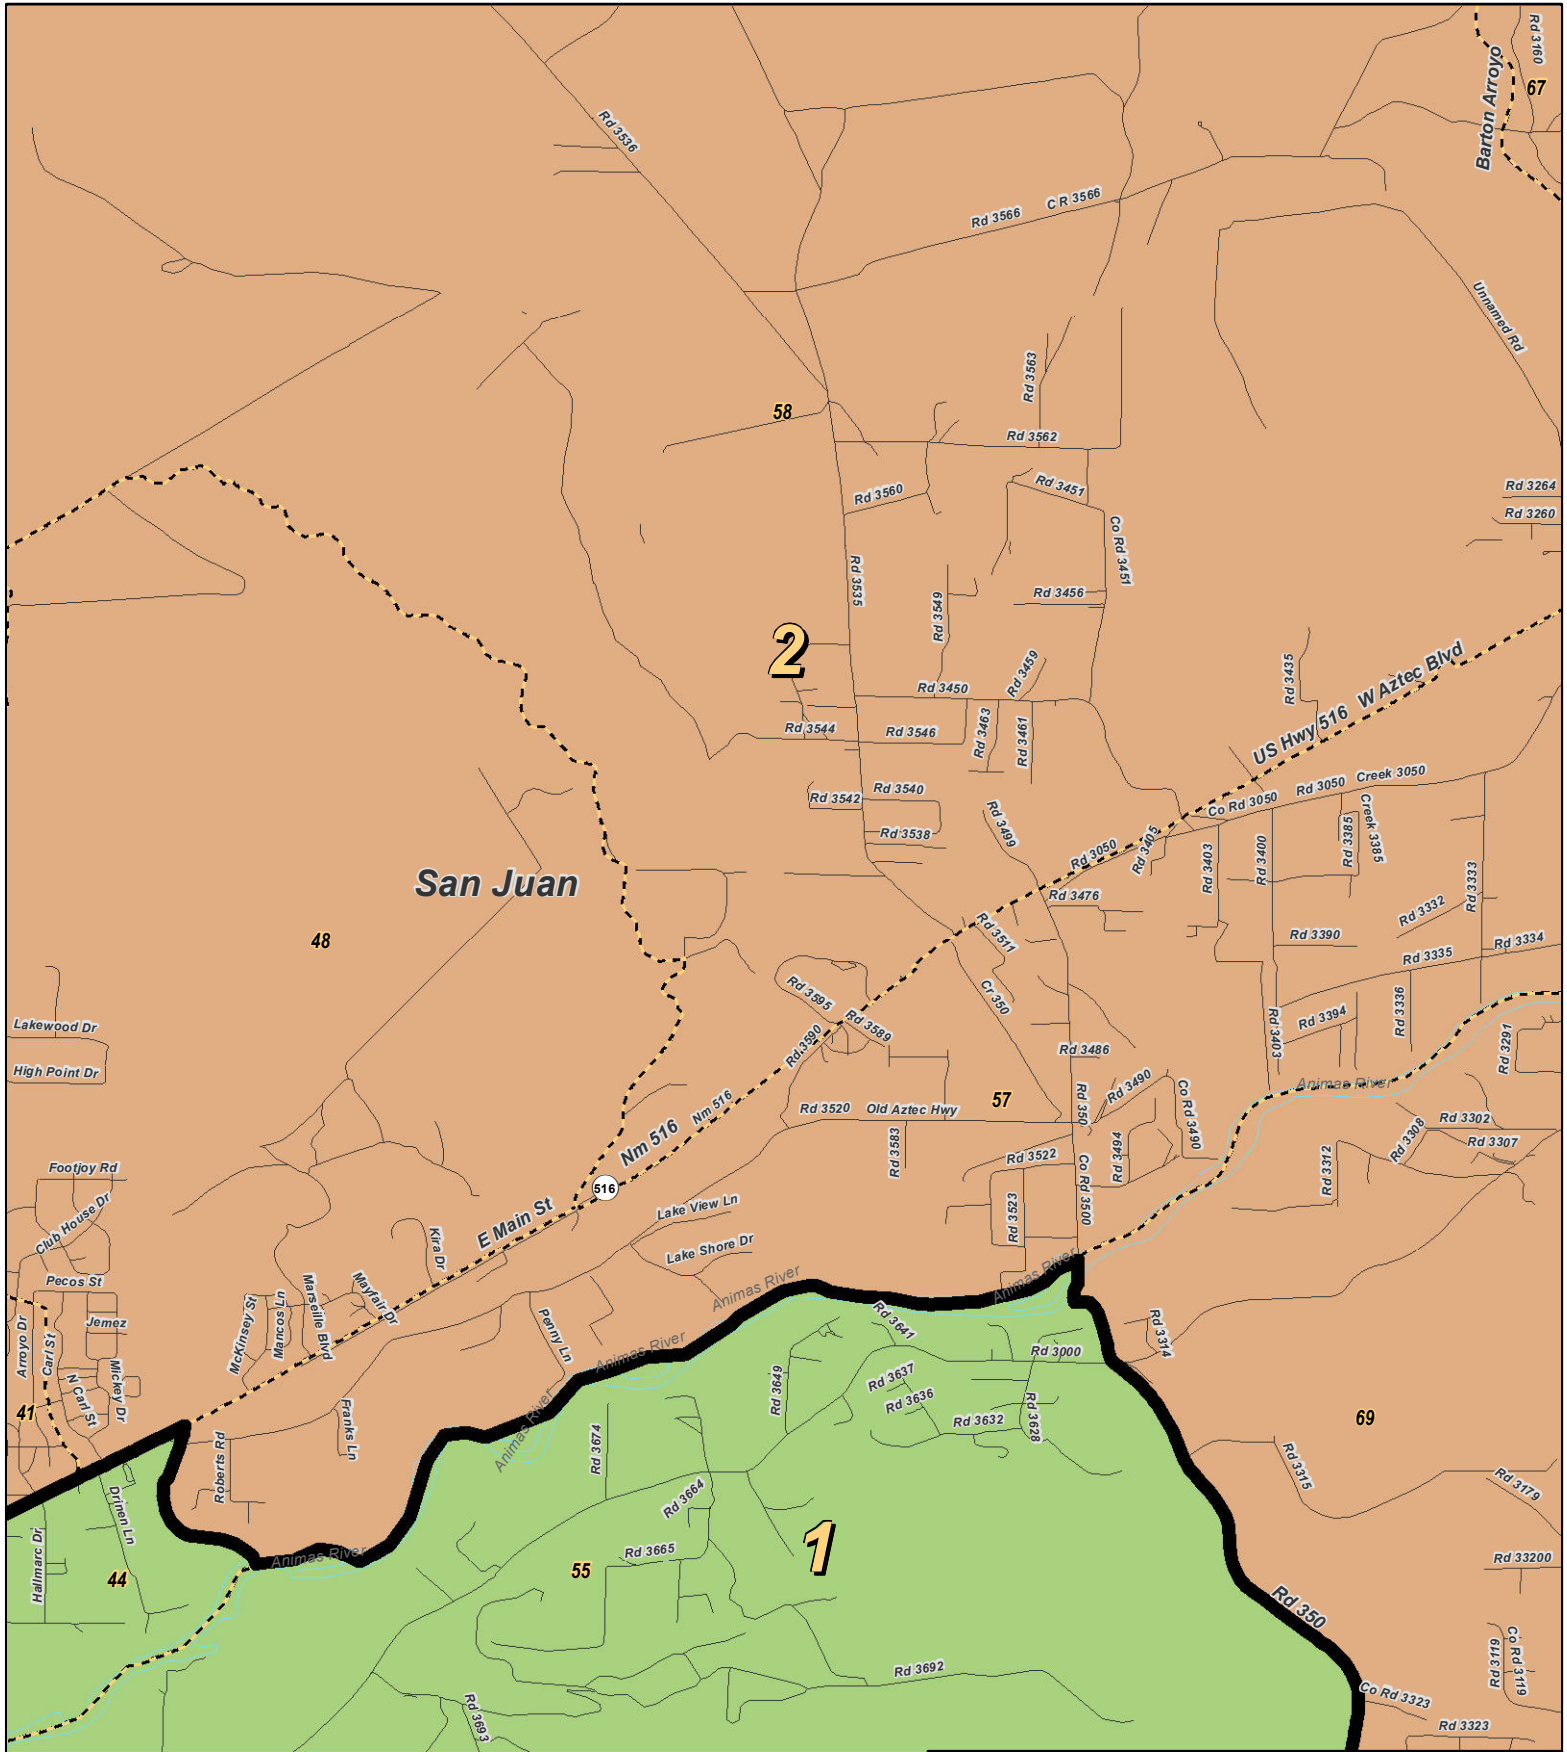 Rd 3160
67
Barton Arroyo
Rd 3536
C R 3566
Rd 3566
Unnamed Rd
Rd 3563
58
Rd 3562
Rd 3451
Rd 3560
Rd 3264
Rd 3260
Co Rd 3451
Rd 3535
Rd 3456
Rd 3549
2
Rd 3459
Rd 3435
US Hwy 516
W Aztec Blvd
Rd 3450
Rd 3544
Rd 3546
Rd 3463
Rd 3461
Rd 3540
Rd 3542
Rd 3538
Rd 3499
Co Rd 3050
Rd 3050
Creek 3050
Rd 3050
Rd 3405
Rd 3403
Rd 3400
Rd 3385
Creek 3385
Rd 3333
San Juan
48
Rd 3476
Rd 3332
Rd 3511
Rd 3390
Rd 3335
Rd 3334
Rd 3595
Cr 350
Rd 3589
Rd 3590
Rd 3394
Rd 3336
Rd 3403
Rd 3291
Lakewood Dr
High Point Dr
Rd 3486
Rd 3490
Animas River
57
Rd 3520
Old Aztec Hwy
Rd 3500
Co Rd 3490
Nm 516
Nm 516
Rd 3583
Rd 3522
Rd 3494
Rd 3302
Rd 3308
Rd 3307
Rd 3312
Footjoy Rd
516
Co Rd 3500
Club House Dr
E Main St
Lake View Ln
Rd 3523
Kira Dr
Lake Shore Dr
Pecos St
Animas River
Animas River
Mayfair Dr
Marseille Blvd
Mancos Ln
McKinsey St
Arroyo Dr
Carl St
Jemez
Penny Ln
Rd 3641
Rd 3314
Animas River
Rd 3000
Mickey Dr
N Carl St
Rd 3649
Rd 3637
Rd 3636
41
Franks Ln
Animas River
Rd 3632
Rd 3628
69
Roberts Rd
Rd 3674
Rd 3315
Rd 3179
Drinen Ln
Rd 3664
1
Hallmarc Dr
Animas River
Rd 3665
Rd 33200
44
55
Rd 350
Rd 3119
Co Rd 3119
Rd 3692
Co Rd 3323
Rd 3693
Rd 3323